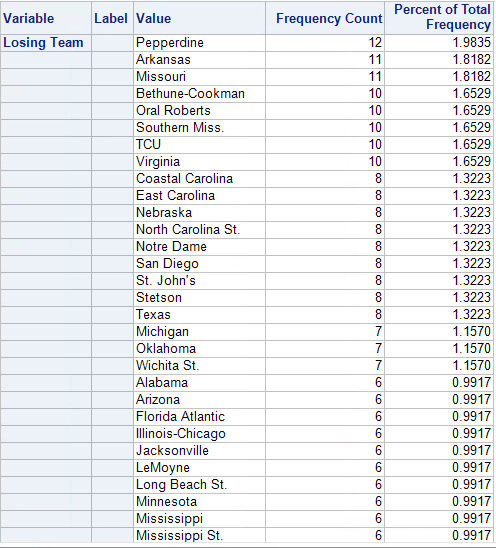 Variable Label Value Frequency Count Percent of Total Frequency
Losing Team Pepperdine 12 1.9835
Arkansas 11 1.8182
Missouri 11 1.8182
Bethune-Cookman 10 1.6529
Oral Roberts 10 1.6529
Southern Miss. 10 1.6529
TCU 10 1.6529
Virginia 10 1.6529
Coastal Carolina 8 1.3223
East Carolina 8 1.3223
Nebraska 8 1.3223
North Carolina St. 8 1.3223
Notre Dame 8 1.3223
San Diego 8 1.3223
St. John's 8 1.3223
Stetson 8 1.3223
Texas 8 1.3223
Michigan 7 1.1570
Oklahoma 7 1.1570
Wichita St. 7 1.1570
Alabama 6 0.9917
Arizona 6 0.9917
Florida Atlantic 6 0.9917
Illinois-Chicago 6 0.9917
Jacksonville 6 0.9917
LeMoyne 6 0.9917
Long Beach St. 6 0.9917
Minnesota 6 0.9917
Mississippi 6 0.9917
Mississippi St. 6 0.9917